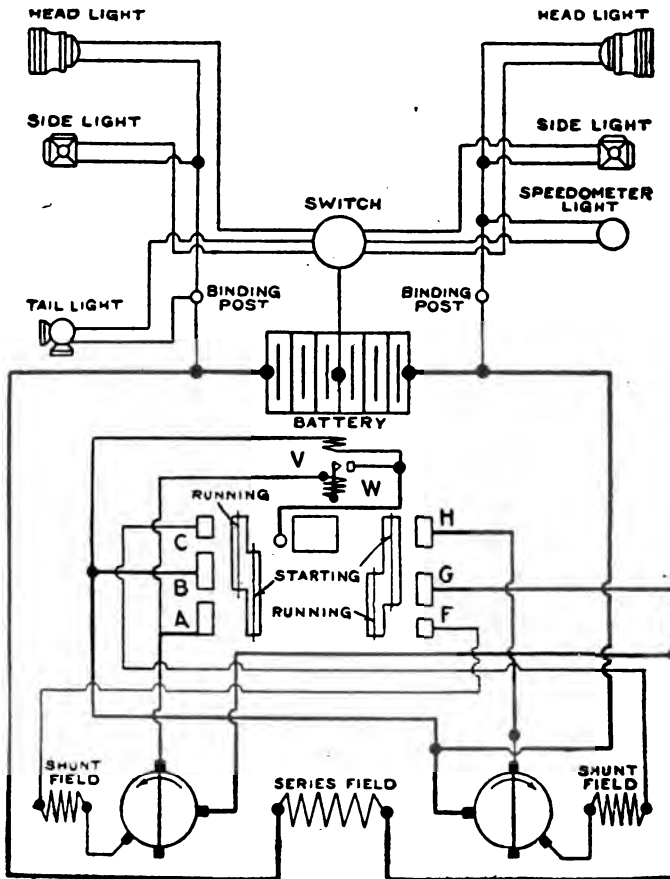 HEAD LIGHT
HEAD LIGHT
SIDE LIGHT
SIDE LIGHT
SWITCH
SPEEDOMETER
LIGHT
TAIL LIGHT
BINDING
POST
BINDING
POST
BATTERY
V
W
RUNNING
C
H
B
STARTING
G
A
RUNNING
F
SHUNT
FIELD
SERIES FIELD
SHUNT
FIELD